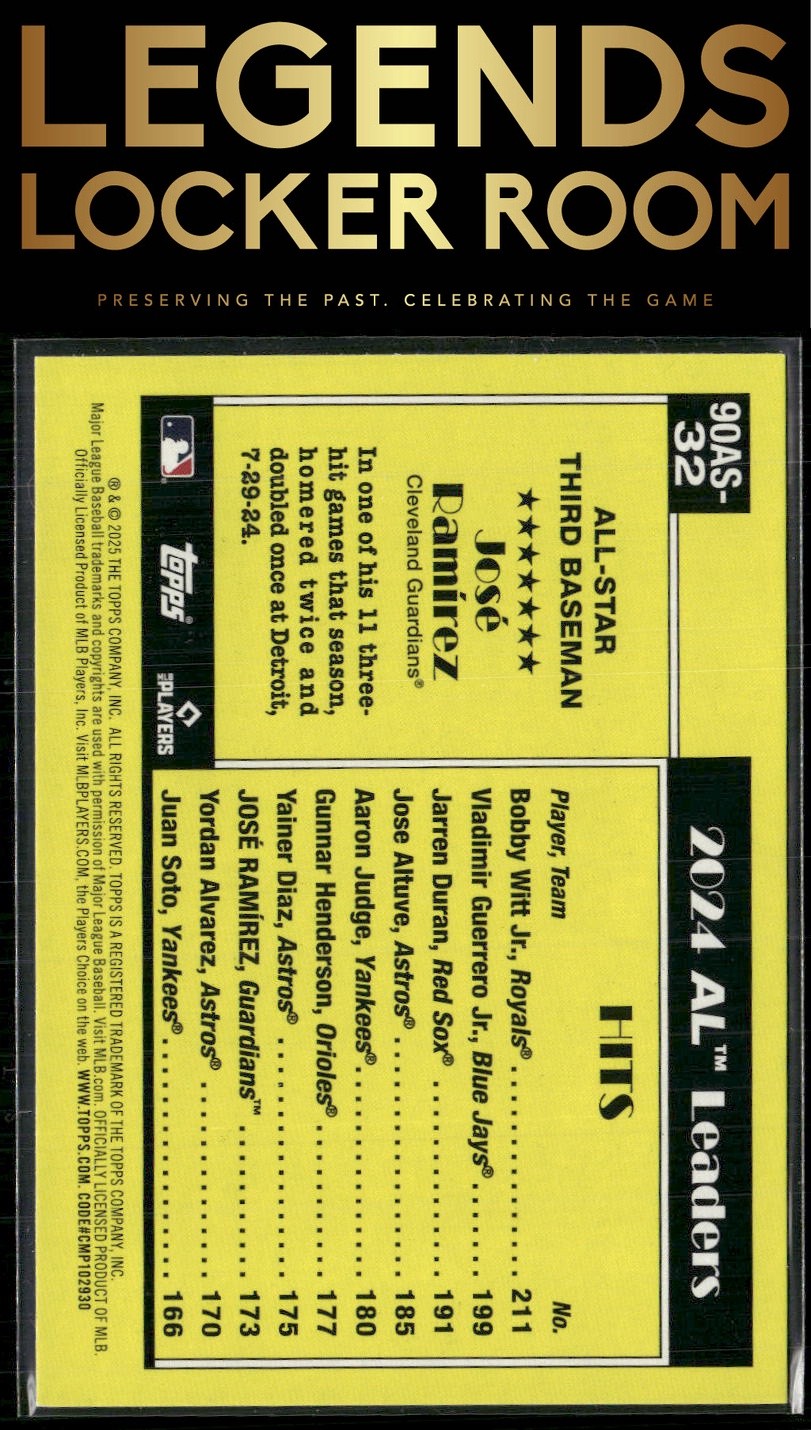 LEGENDS
LOCKER ROOM
PRESERVING THE PAST. CELEBRATING THE GAME
90AS-
32
ALL-STAR
THIRD BASEMAN
★★★★★★★
José
Ramírez
Cleveland Guardians®
In one of his 11 three-
hit games that season,
homered twice and
doubled once at Detroit,
7-29-24.
2024 AL™ Leaders
HITS
Player, Team No.
Bobby Witt Jr., Royals® 211
Vladimir Guerrero Jr., Blue Jays® 199
Jarren Duran, Red Sox® 191
Jose Altuve, Astros® 185
Aaron Judge, Yankees® 180
Gunnar Henderson, Orioles® 177
Yainer Diaz, Astros® 175
JOSÉ RAMÍREZ, Guardians™ 173
Yordan Alvarez, Astros® 170
Juan Soto, Yankees® 166
topps®
MLB PLAYERS
® & © 2025 THE TOPPS COMPANY, INC. ALL RIGHTS RESERVED. TOPPS IS A REGISTERED TRADEMARK OF THE TOPPS COMPANY, INC.
Major League Baseball trademarks and copyrights are used with permission of Major League Baseball. Visit MLB.com. OFFICIALLY LICENSED PRODUCT OF MLB.
Officially Licensed Product of MLB Players, Inc. Visit MLBPLAYERS.COM, the Players Choice on the web. WWW.TOPPS.COM. CODE#CMP102930